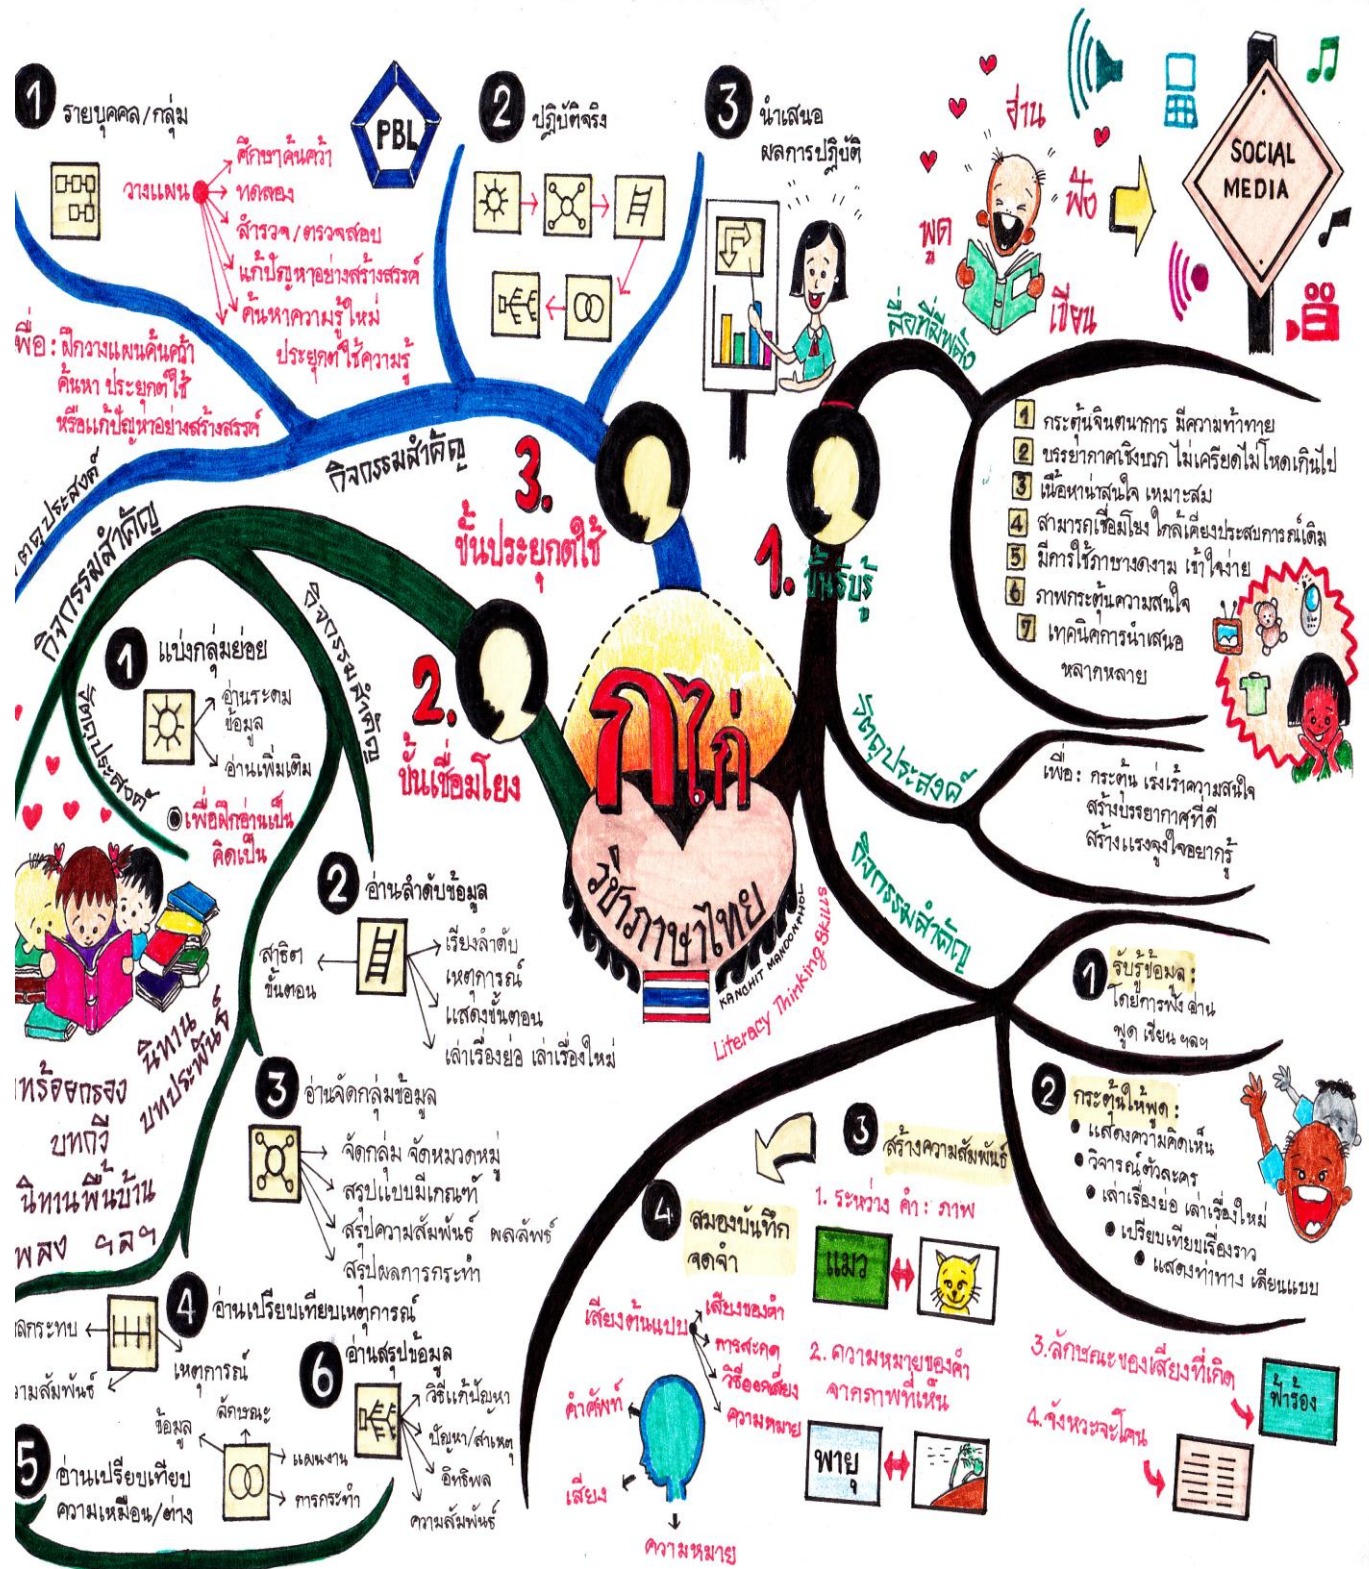 1
รายบุคคล/กลุ่ม
วางแผน
ศึกษาค้นคว้า
ทดลอง
สำรวจ/ตรวจสอบ
แก้ปัญหาอย่างสร้างสรรค์
ค้นหาความรู้ใหม่
ประยุกต์ใช้ความรู้
PBL
2
ปฏิบัติจริง
3
นำเสนอ
ผลการปฏิบัติ
พื่อ: ฝึกวางแผนค้นคว้า
ค้นหา ประยุกต์ใช้
หรือแก้ปัญหาอย่างสร้างสรรค์
ตถุประสงค์
กิจกรรมสำคัญ
3.
ขั้นประยุกต์ใช้
อ่าน
ฟัง
พูด
เขียน
SOCIAL
MEDIA
สื่อที่มีพลัง
1 กระตุ้นจินตนาการ มีความท้าทาย
2 บรรยากาศเชิงบวก ไม่เครียดไม่โหดเกินไป
3 เนื้อหาน่าสนใจ เหมาะสม
4 สามารถเชื่อมโยง ใกล้เคียงประสบการณ์เดิม
5 มีการใช้ภาษางดงาม เข้าใจง่าย
6 ภาพกระตุ้นความสนใจ
7 เทคนิคการนำเสนอ
หลากหลาย
1. ขั้นรับรู้
วัตถุประสงค์
เพื่อ: กระตุ้น เร่งเร้าความสนใจ
สร้างบรรยากาศที่ดี
สร้างแรงจูงใจอยากรู้
กิจกรรมสำคัญ
1 รับรู้ข้อมูล:
โดยการฟัง อ่าน
พูด เขียน ฯลฯ
2 กระตุ้นให้พูด:
แสดงความคิดเห็น
วิจารณ์ตัวละคร
เล่าเรื่องย่อ เล่าเรื่องใหม่
เปรียบเทียบเรื่องราว
แสดงท่าทาง เลียนแบบ
3 สร้างความสัมพันธ์
1. ระหว่าง คำ: ภาพ
แมว
2. ความหมายของคำ
จากภาพที่เห็น
พายุ
3. ลักษณะของเสียงที่เกิด
ฟ้าร้อง
4. จังหวะจะโคน
4 สมองบันทึก
จดจำ
เสียงต้นแบบ
เสียงของคำ
การสะกด
วิธีออกเสียง
ความหมาย
คำศัพท์
เสียง
ความหมาย
ก ไก่
วิชาภาษาไทย
KANCHIT MANOONPHOL
Literacy Thinking Skills
2.
ขั้นเชื่อมโยง
กิจกรรมสำคัญ
กิจกรรมสำคัญ
1
แบ่งกลุ่มย่อย
อ่านระดม
ข้อมูล
อ่านเพิ่มเติม
เพื่อฝึกอ่านเป็น
คิดเป็น
2 อ่านลำดับข้อมูล
สาธิต
ขั้นตอน
เรียงลำดับ
เหตุการณ์
แสดงขั้นตอน
เล่าเรื่องย่อ เล่าเรื่องใหม่
นิทาน
บทประพันธ์
ทร้อยกรอง
บทกวี
นิทานพื้นบ้าน
พลง ฯลฯ
3 อ่านจัดกลุ่มข้อมูล
จัดกลุ่ม จัดหมวดหมู่
สรุปแบบมีเกณฑ์
สรุปความสัมพันธ์ ผลลัพธ์
สรุปผลการกระทำ
4 อ่านเปรียบเทียบเหตุการณ์
ลกระทบ
เหตุการณ์
วามสัมพันธ์
5 อ่านเปรียบเทียบ
ความเหมือน/ต่าง
ข้อมูล
ลักษณะ
แผนงาน
การกระทำ
6 อ่านสรุปข้อมูล
วิธีแก้ปัญหา
ปัญหา/สาเหตุ
อิทธิพล
ความสัมพันธ์